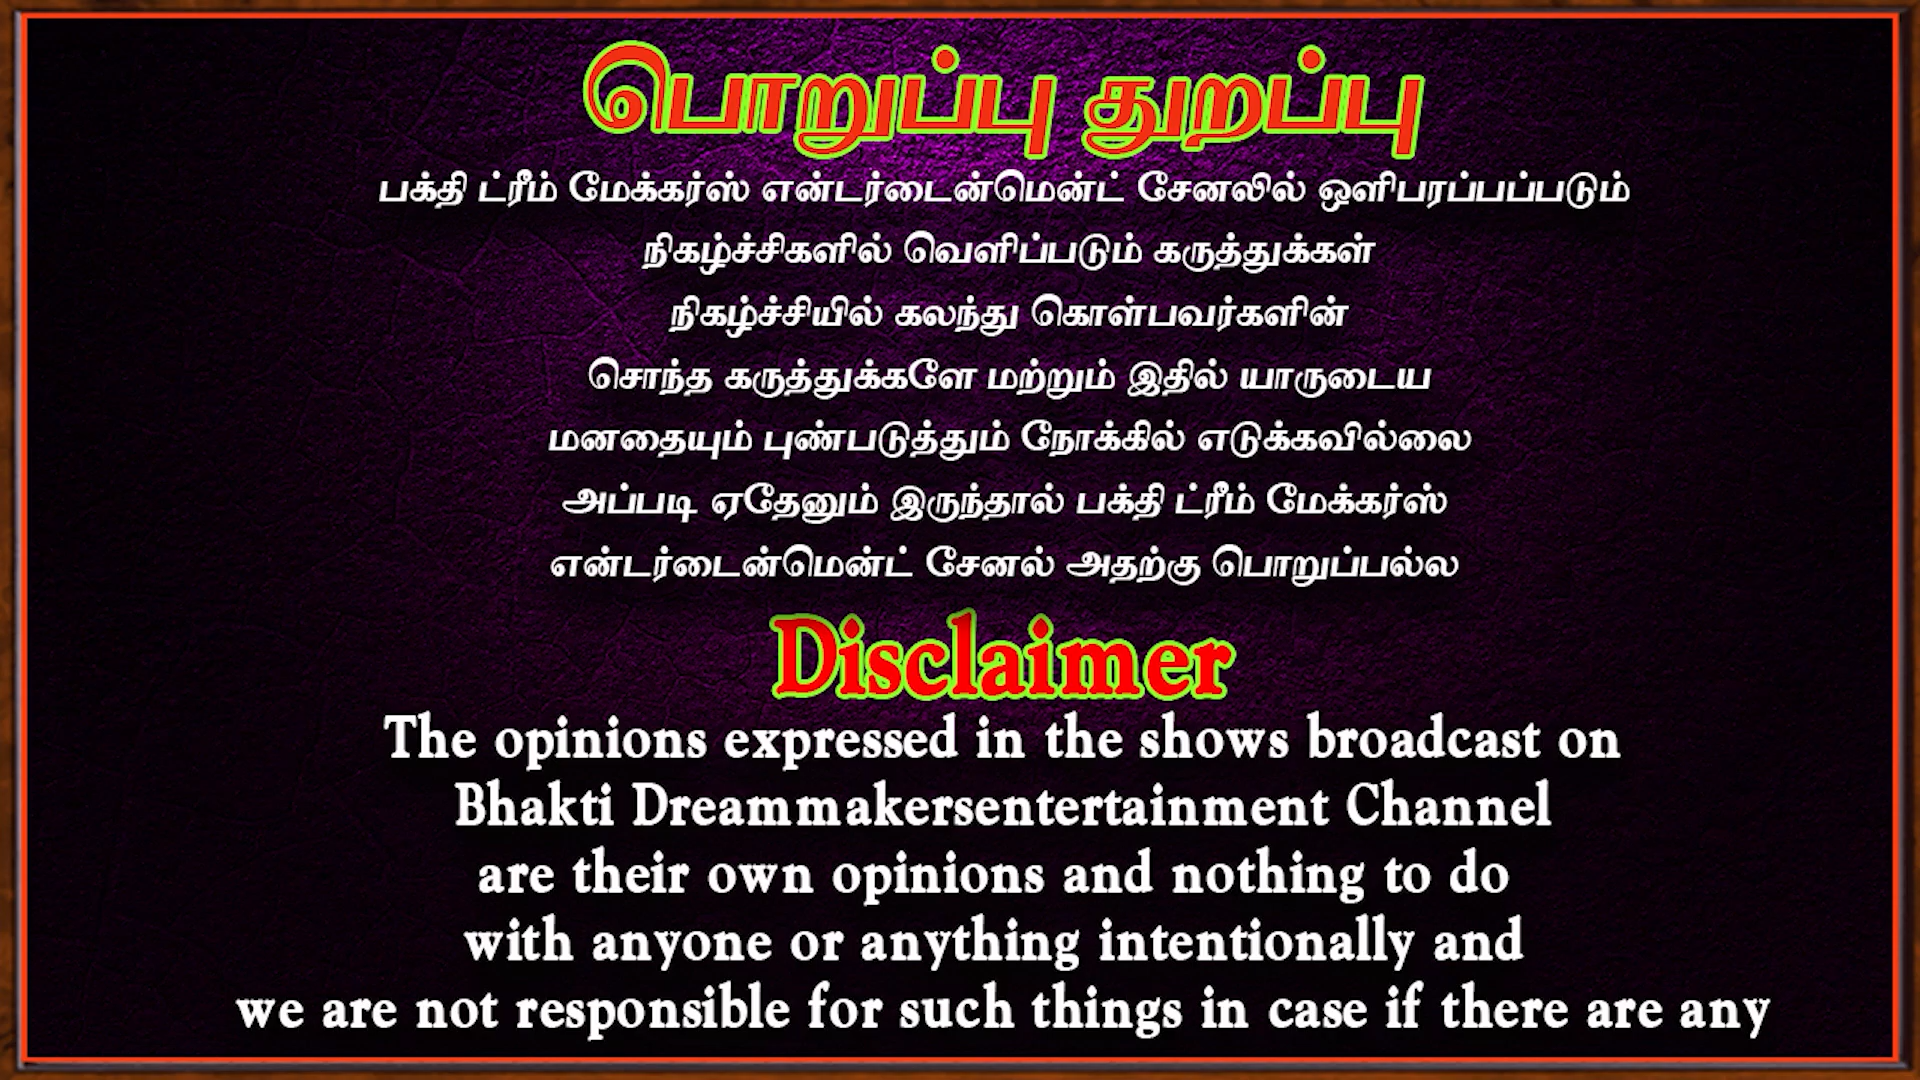 பொறுப்பு துறப்பு
பக்தி ட்ரீம் மேக்கர்ஸ் என்டர்டைன்மென்ட் சேனலில் ஒளிபரப்பப்படும்
நிகழ்ச்சிகளில் வெளிப்படும் கருத்துக்கள்
நிகழ்ச்சியில் கலந்து கொள்பவர்களின்
சொந்த கருத்துக்களே மற்றும் இதில் யாருடைய
மனதையும் புண்படுத்தும் நோக்கில் எடுக்கவில்லை
அப்படி ஏதேனும் இருந்தால் பக்தி ட்ரீம் மேக்கர்ஸ்
என்டர்டைன்மென்ட் சேனல் அதற்கு பொறுப்பல்ல
Disclaimer
The opinions expressed in the shows broadcast on
Bhakti Dreammakersentertainment Channel
are their own opinions and nothing to do
with anyone or anything intentionally and
we are not responsible for such things in case if there are any